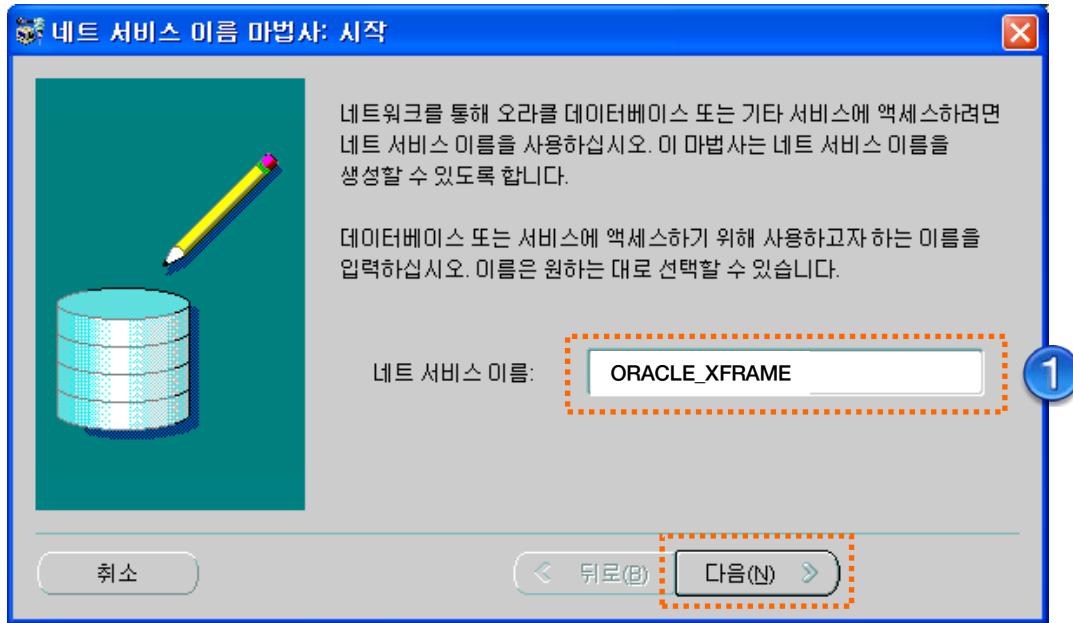 네트 서비스 이름 마법사: 시작
네트워크를 통해 오라클 데이터베이스 또는 기타 서비스에 액세스하려면
네트 서비스 이름을 사용하십시오. 이 마법사는 네트 서비스 이름을
생성할 수 있도록 합니다.
데이터베이스 또는 서비스에 액세스하기 위해 사용하고자 하는 이름을
입력하십시오. 이름은 원하는 대로 선택할 수 있습니다.
네트 서비스 이름: ORACLE_XFRAME
1
취소 뒤로(B) 다음(N)